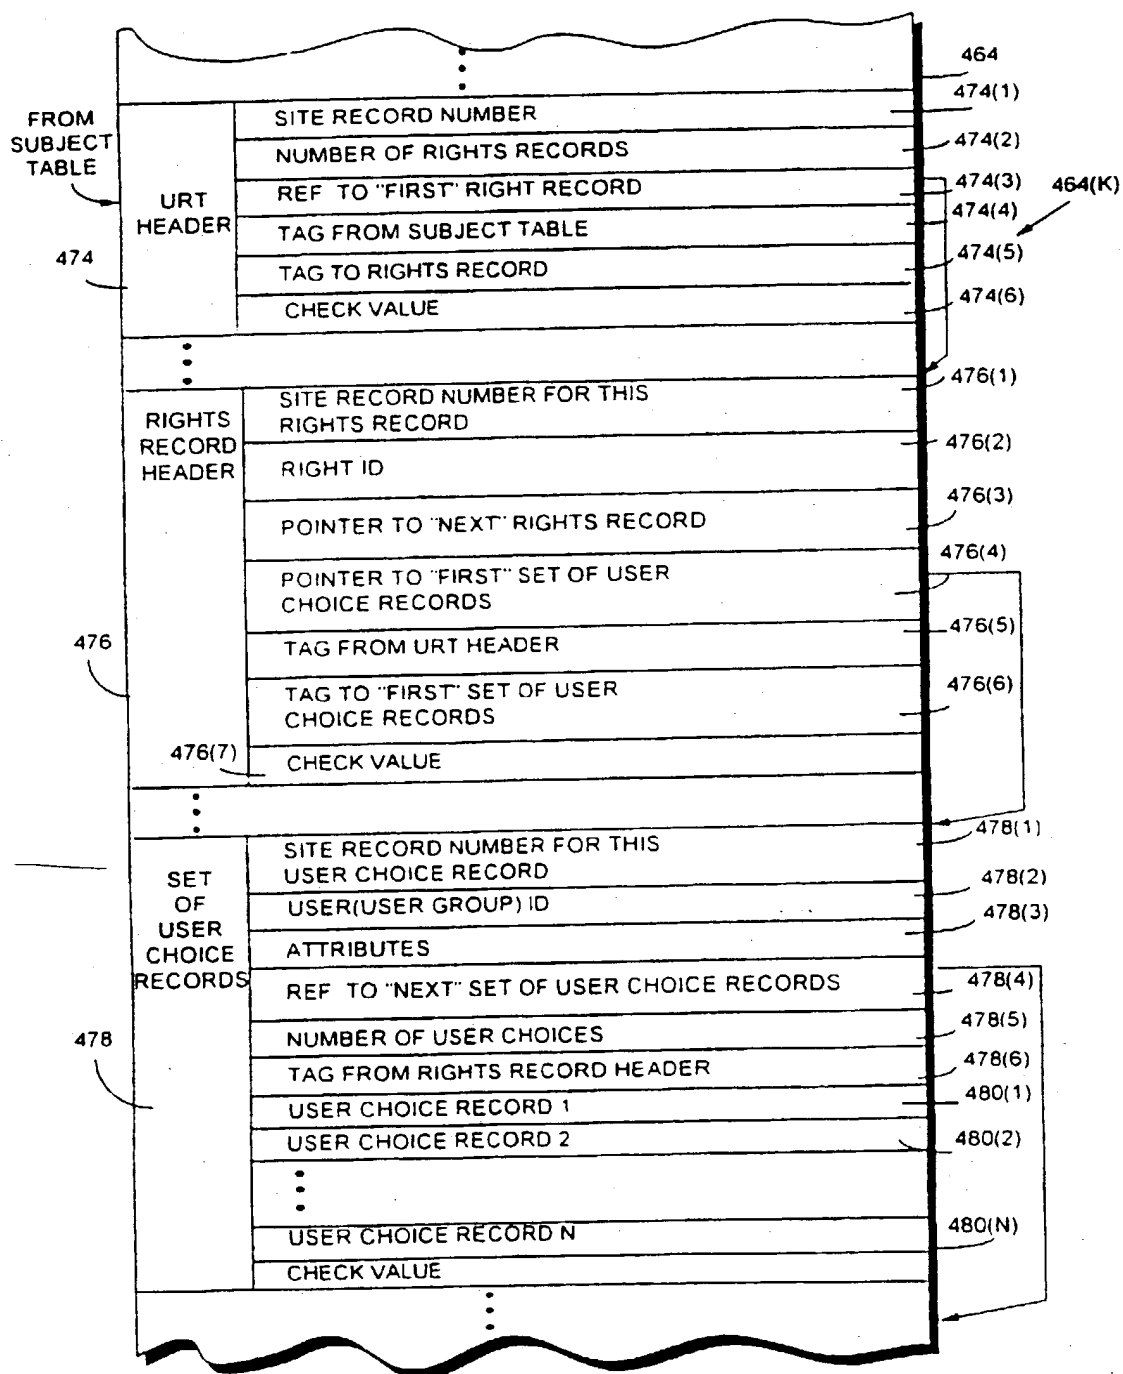 464
474(1)
FROM
SUBJECT
TABLE
SITE RECORD NUMBER
474(2)
NUMBER OF RIGHTS RECORDS
URT
HEADER
474(3)
REF TO "FIRST" RIGHT RECORD
464(K)
474(4)
TAG FROM SUBJECT TABLE
474
474(5)
TAG TO RIGHTS RECORD
474(6)
CHECK VALUE
476(1)
RIGHTS
RECORD
HEADER
SITE RECORD NUMBER FOR THIS
RIGHTS RECORD
476(2)
RIGHT ID
476(3)
POINTER TO "NEXT" RIGHTS RECORD
476(4)
POINTER TO "FIRST" SET OF USER
CHOICE RECORDS
476
476(5)
TAG FROM URT HEADER
476(6)
TAG TO "FIRST" SET OF USER
CHOICE RECORDS
476(7)
CHECK VALUE
478(1)
SITE RECORD NUMBER FOR THIS
USER CHOICE RECORD
SET
OF
USER
CHOICE
RECORDS
478(2)
USER(USER GROUP) ID
478(3)
ATTRIBUTES
478(4)
REF TO "NEXT" SET OF USER CHOICE RECORDS
478(5)
NUMBER OF USER CHOICES
478
478(6)
TAG FROM RIGHTS RECORD HEADER
480(1)
USER CHOICE RECORD 1
480(2)
USER CHOICE RECORD 2
480(N)
USER CHOICE RECORD N
CHECK VALUE